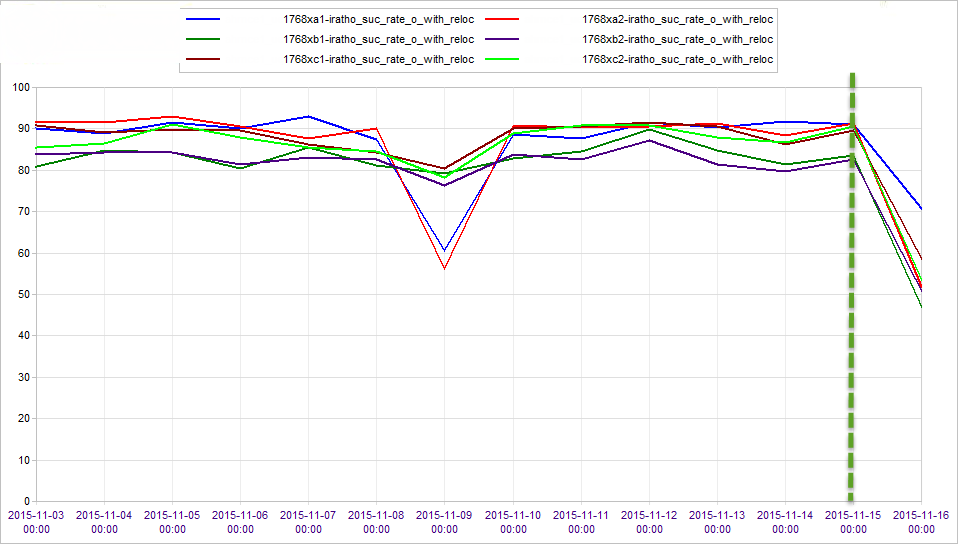 1768xa1-iratho_suc_rate_o_with_reloc 1768xa2-iratho_suc_rate_o_with_reloc
1768xb1-iratho_suc_rate_o_with_reloc 1768xb2-iratho_suc_rate_o_with_reloc
1768xc1-iratho_suc_rate_o_with_reloc 1768xc2-iratho_suc_rate_o_with_reloc
100
90
80
70
60
50
40
30
20
10
0
2015-11-03 2015-11-04 2015-11-05 2015-11-06 2015-11-07 2015-11-08 2015-11-09 2015-11-10 2015-11-11 2015-11-12 2015-11-13 2015-11-14 2015-11-15 2015-11-16
00:00 00:00 00:00 00:00 00:00 00:00 00:00 00:00 00:00 00:00 00:00 00:00 00:00 00:00